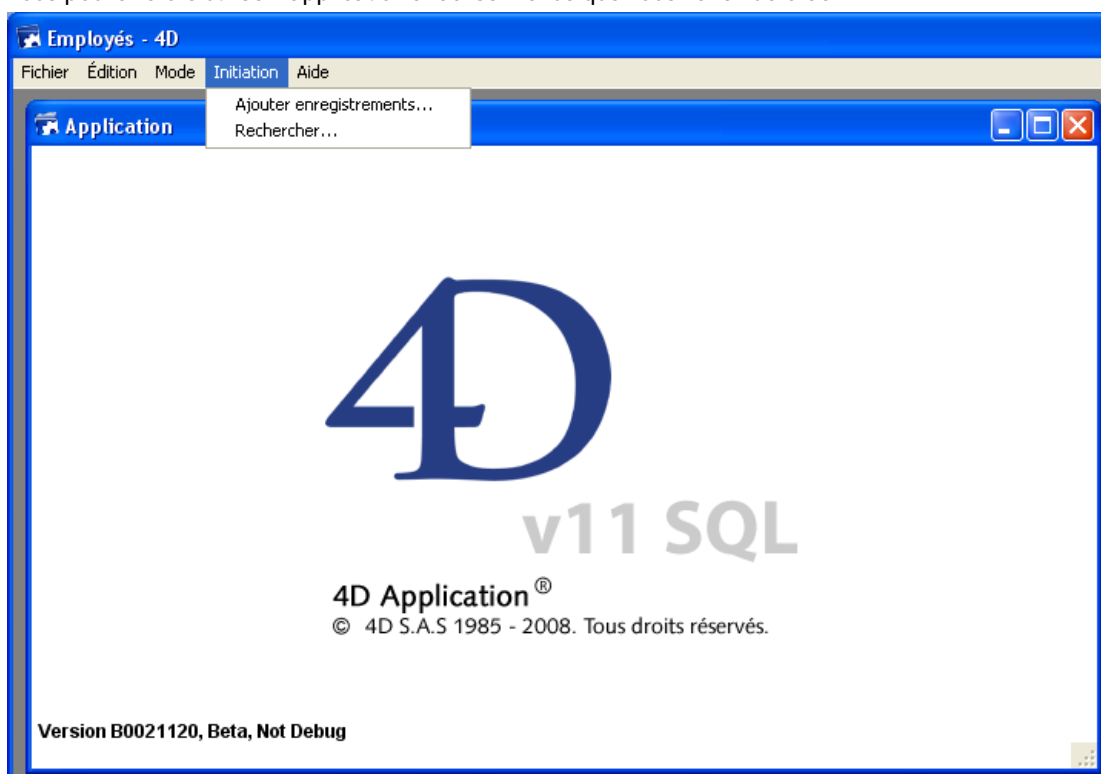 Employés - 4D
Fichier Édition Mode Initiation Aide
Ajouter enregistrements...
Rechercher...
Application
4D
v11 SQL
4D Application®
© 4D S.A.S 1985 - 2008. Tous droits réservés.
Version B0021120, Beta, Not Debug